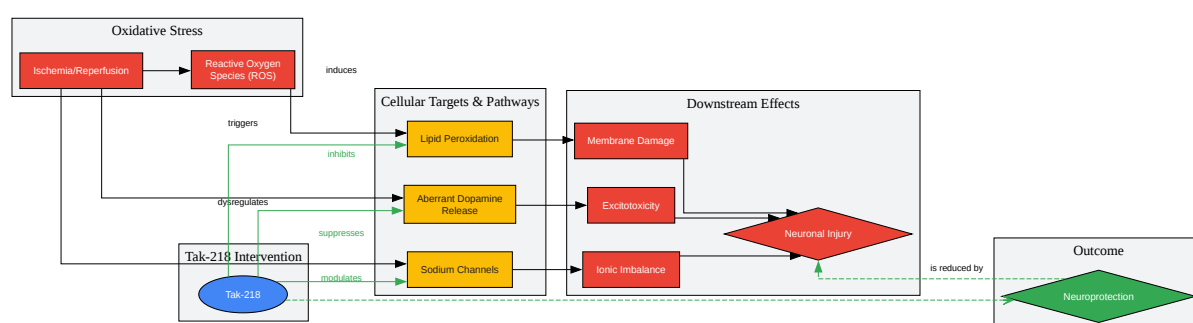 Oxidative Stress
Ischemia/Reperfusion
Reactive Oxygen
Species (ROS)
induces
triggers
inhibits
dysregulates
suppresses
modulates
Cellular Targets & Pathways
Lipid Peroxidation
Aberrant Dopamine
Release
Sodium Channels
Downstream Effects
Membrane Damage
Excitotoxicity
Ionic Imbalance
Neuronal Injury
Tak-218 Intervention
Tak-218
is reduced by
Outcome
Neuroprotection